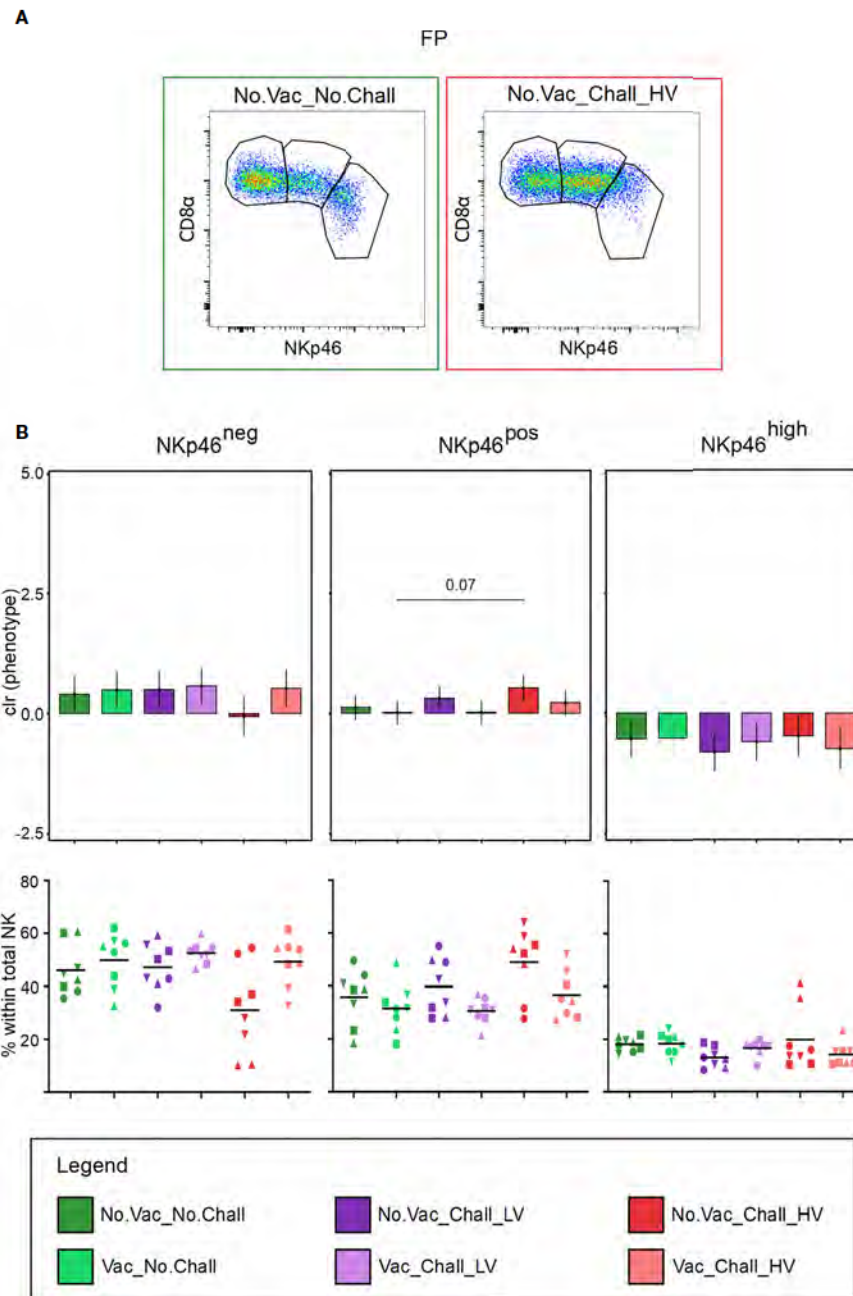 A
FP
No.Vac_No.Chall
No.Vac_Chall_HV
CD8α
CD8α
NKp46
NKp46
B
NKp46neg
NKp46pos
NKp46high
clr (phenotype)
5.0
2.5
0.0
-2.5
0.07
% within total NK
80
60
40
20
Legend
No.Vac_No.Chall
No.Vac_Chall_LV
No.Vac_Chall_HV
Vac_No.Chall
Vac_Chall_LV
Vac_Chall_HV